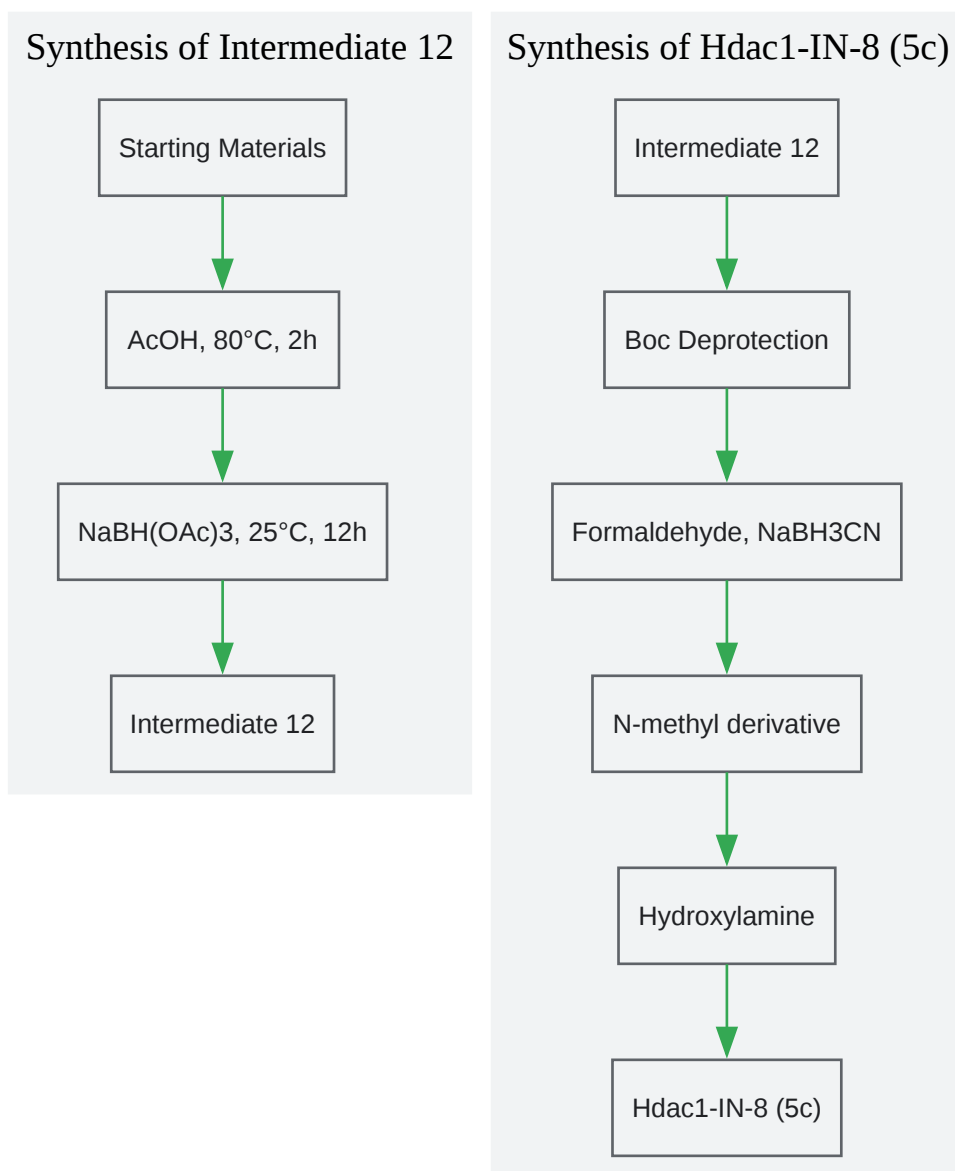 Synthesis of Intermediate 12
Starting Materials
AcOH, 80°C, 2h
NaBH(OAc)3, 25°C, 12h
Intermediate 12
Synthesis of Hdac1-IN-8 (5c)
Intermediate 12
Boc Deprotection
Formaldehyde, NaBH3CN
N-methyl derivative
Hydroxylamine
Hdac1-IN-8 (5c)